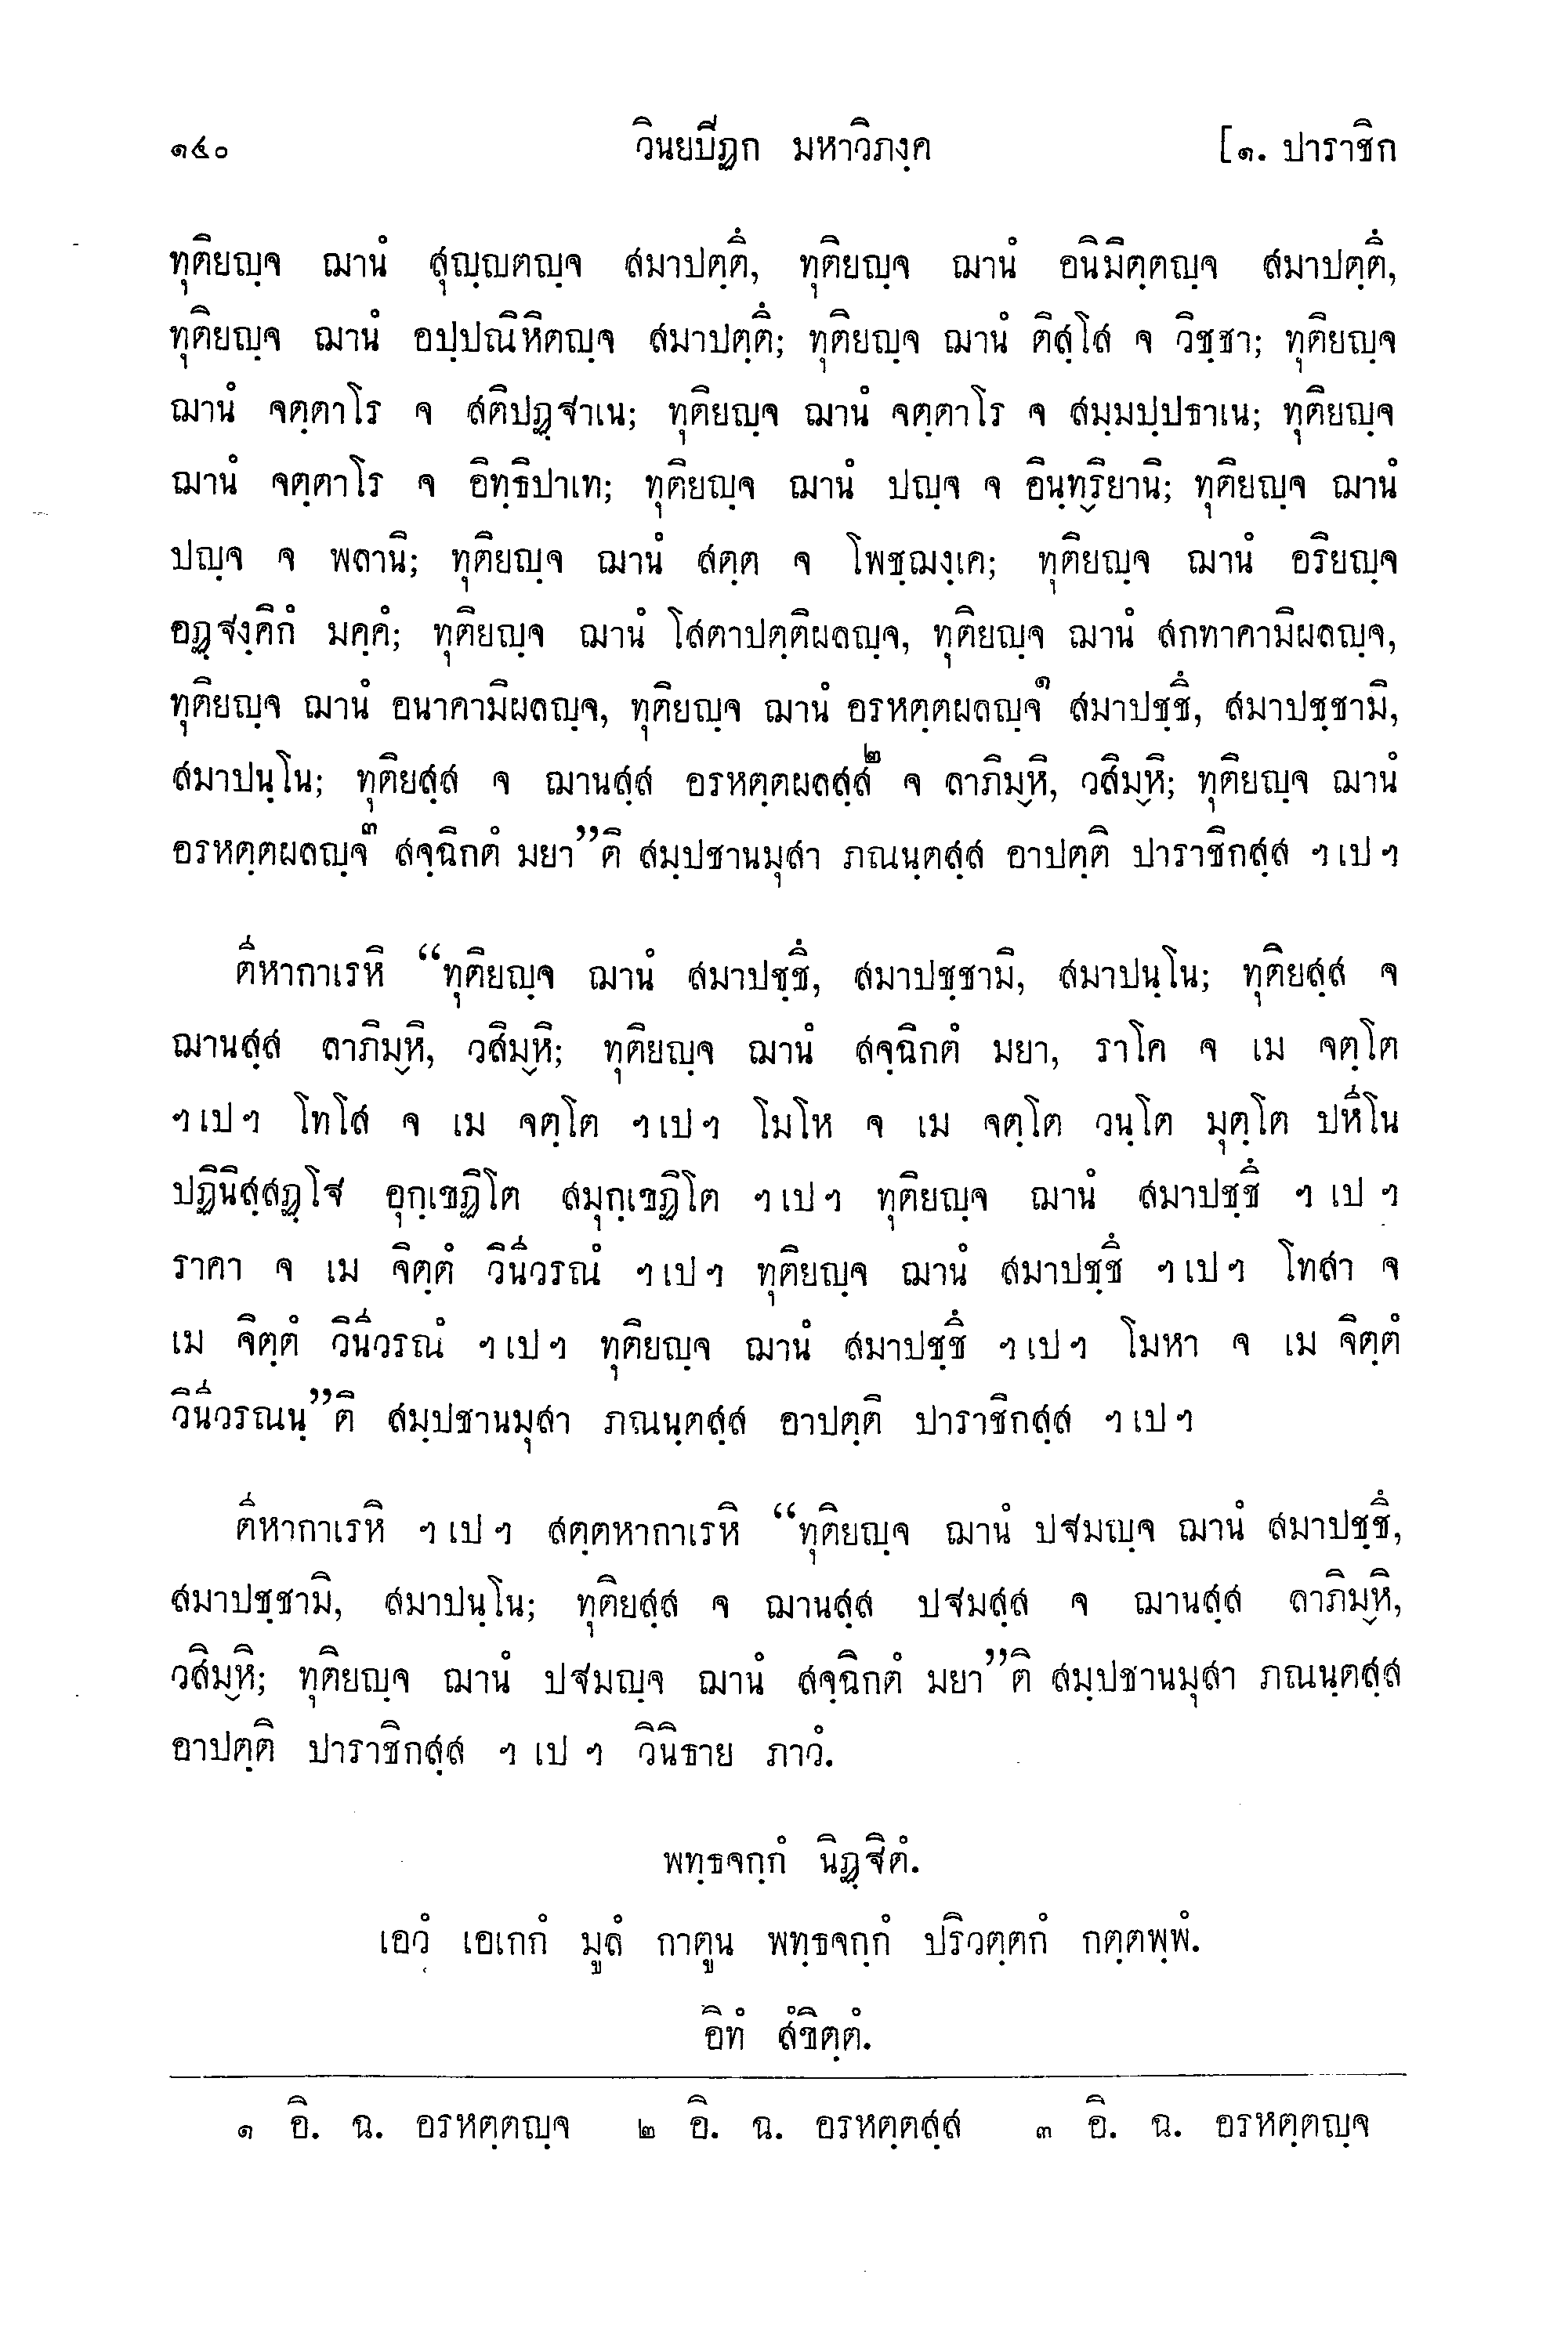 ๑๔๐ วินยบีฏก มหาวิภงฺค [๑. ปาราชิก
ทุติยญฺจ ฌานํ สุญฺญตญฺจ สมาปตฺตึ, ทุติยญฺจ ฌานํ อนิมิตฺตญฺจ สมาปตฺตึ,
ทุติยญฺจ ฌานํ อปฺปณิหิตญฺจ สมาปตฺตึ; ทุติยญฺจ ฌานํ ติสฺโส จ วิชฺชา; ทุติยญฺจ
ฌานํ จตฺตาโร จ สติปฏฺฐาเน; ทุติยญฺจ ฌานํ จตฺตาโร จ สมฺมปฺปธาเน; ทุติยญฺจ
ฌานํ จตฺตาโร จ อิทฺธิปาเท; ทุติยญฺจ ฌานํ ปญฺจ จ อินฺทฺริยานิ; ทุติยญฺจ ฌานํ
ปญฺจ จ พลานิ; ทุติยญฺจ ฌานํ สตฺต จ โพชฺฌงฺเค; ทุติยญฺจ ฌานํ อริยญฺจ
อฏฺฐงฺคิกํ มคฺคํ; ทุติยญฺจ ฌานํ โสตาปตฺติผลญฺจ, ทุติยญฺจ ฌานํ สกทาคามิผลญฺจ,
ทุติยญฺจ ฌานํ อนาคามิผลญฺจ, ทุติยญฺจ ฌานํ อรหตฺตผลญฺจ๑ สมาปชฺชึ, สมาปชฺชามิ,
สมาปนฺโน; ทุติยสฺส จ ฌานสฺส อรหตฺตผลสฺส๒ จ ลาภิมฺหิ, วสิมฺหิ; ทุติยญฺจ ฌานํ
อรหตฺตผลญฺจ๓ สจฺฉิกตํ มยา”ติ สมฺปชานมุสา ภณนฺตสฺส อาปตฺติ ปาราชิกสฺส ฯเปฯ
ตีหากาเรหิ “ทุติยญฺจ ฌานํ สมาปชฺชึ, สมาปชฺชามิ, สมาปนฺโน; ทุติยสฺส จ
ฌานสฺส ลาภิมฺหิ, วสิมฺหิ; ทุติยญฺจ ฌานํ สจฺฉิกตํ มยา, ราโค จ เม จตฺโต
ฯเปฯ โทโส จ เม จตฺโต ฯเปฯ โมโห จ เม จตฺโต วนฺโต มุตฺโต ปหีโน
ปฏินิสฺสฏฺโฐ อุกฺเขฏิโต สมุกฺเขฏิโต ฯเปฯ ทุติยญฺจ ฌานํ สมาปชฺชึ ฯเปฯ
ราคา จ เม จิตฺตํ วินีวรณํ ฯเปฯ ทุติยญฺจ ฌานํ สมาปชฺชึ ฯเปฯ โทสา จ
เม จิตฺตํ วินีวรณํ ฯเปฯ ทุติยญฺจ ฌานํ สมาปชฺชึ ฯเปฯ โมหา จ เม จิตฺตํ
วินีวรณนฺ”ติ สมฺปชานมุสา ภณนฺตสฺส อาปตฺติ ปาราชิกสฺส ฯเปฯ
ตีหากาเรหิ ฯเปฯ สตฺตหากาเรหิ “ทุติยญฺจ ฌานํ ปฐมญฺจ ฌานํ สมาปชฺชึ,
สมาปชฺชามิ, สมาปนฺโน; ทุติยสฺส จ ฌานสฺส ปฐมสฺส จ ฌานสฺส ลาภิมฺหิ,
วสิมฺหิ; ทุติยญฺจ ฌานํ ปฐมญฺจ ฌานํ สจฺฉิกตํ มยา”ติ สมฺปชานมุสา ภณนฺตสฺส
อาปตฺติ ปาราชิกสฺส ฯเปฯ วินิธาย ภาวํ.
พทฺธจกฺกํ นิฏฺฐิตํ.
เอวํ เอเกกํ มูลํ กาตูน พทฺธจกฺกํ ปริวตฺตกํ กตฺตพฺพํ.
อิทํ สํขิตฺตํ.
๑ อิ. ฉ. อรหตฺตญฺจ ๒ อิ. ฉ. อรหตฺตสฺส ๓ อิ. ฉ. อรหตฺตญฺจ